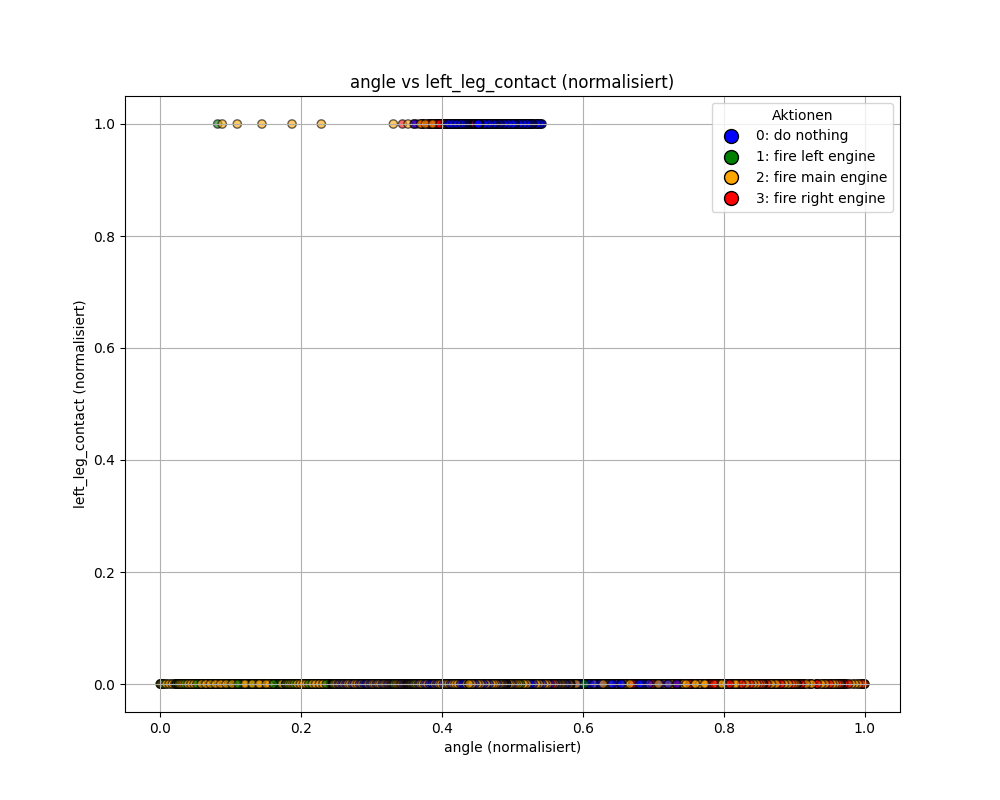 angle vs left_leg_contact (normalisiert)
Aktionen
0: do nothing
1: fire left engine
2: fire main engine
3: fire right engine
left_leg_contact (normalisiert)
1.0
0.8
0.6
0.4
0.2
0.0
0.0 0.2 0.4 0.6 0.8 1.0
angle (normalisiert)